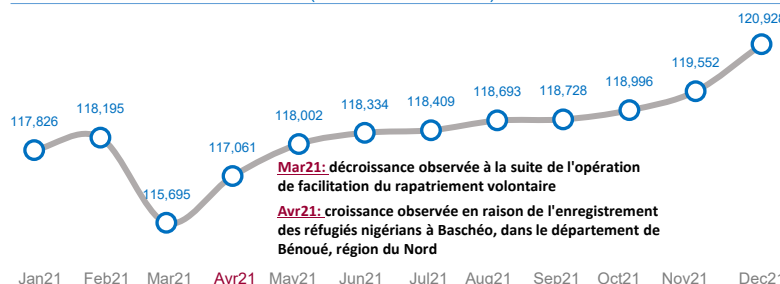 120,928
119,552
118,996
118,728
118,693
118,409
118,334
118,002
117,061
115,695
118,195
117,826
Mar21: décroissance observée à la suite de l'opération
de facilitation du rapatriement volontaire
Avr21: croissance observée en raison de l'enregistrement
des réfugiés nigérians à Baschéo, dans le département de
Bénoué, région du Nord
Jan21 Feb21 Mar21 Avr21 May21 Jun21 Jul21 Aug21 Sep21 Oct21 Nov21 Dec21